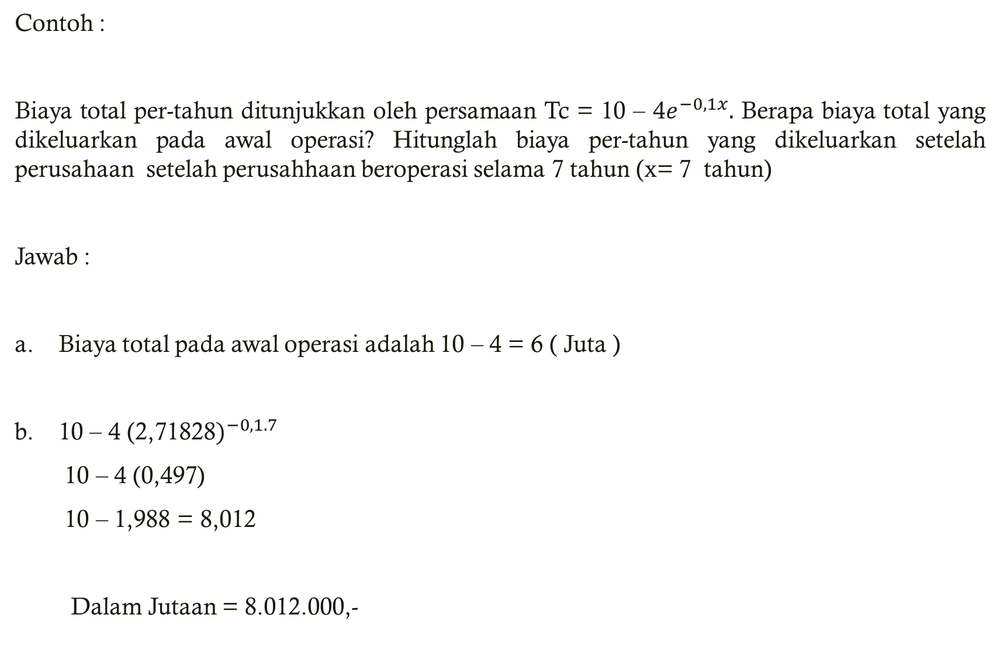 Contoh :
Biaya total per-tahun ditunjukkan oleh persamaan Tc = 10 – 4e⁻⁰,¹ˣ. Berapa biaya total yang
dikeluarkan pada awal operasi? Hitunglah biaya per-tahun yang dikeluarkan setelah
perusahaan setelah perusahhaan beroperasi selama 7 tahun (x= 7 tahun)
Jawab :
a. Biaya total pada awal operasi adalah 10 – 4 = 6 ( Juta )
b. 10 – 4 (2,71828)^−0,1.7
10 – 4 (0,497)
10 – 1,988 = 8,012
Dalam Jutaan = 8.012.000,-